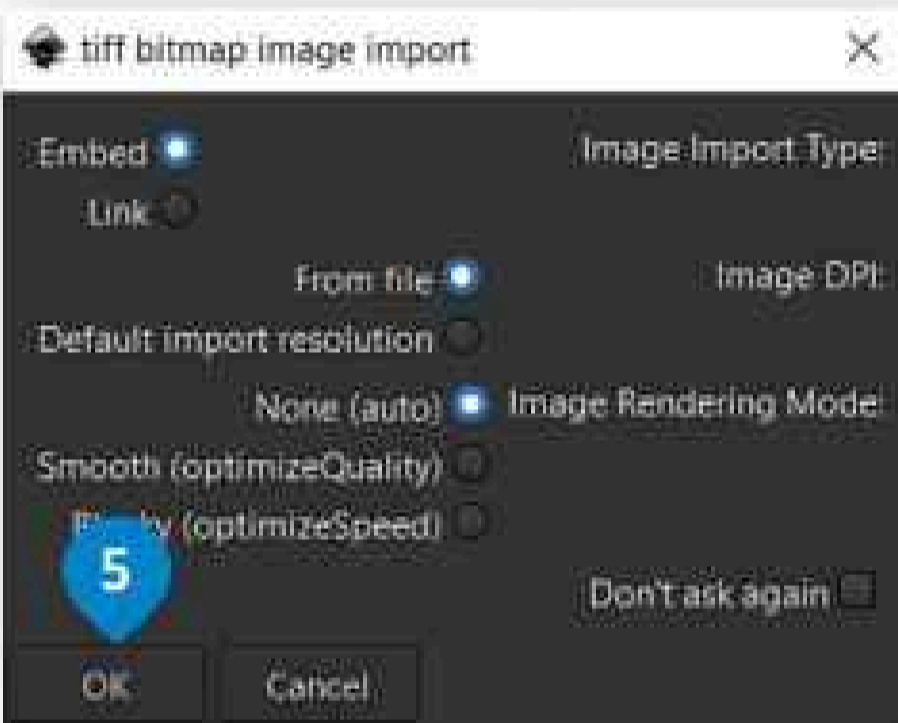 tiff bitmap image import
Image Import Type: Embed
Link
Image DPI: From file
Default import resolution
Image Rendering Mode: None (auto)
Smooth (optimizeQuality)
(optimizeSpeed)
Don't ask again
5
OK Cancel